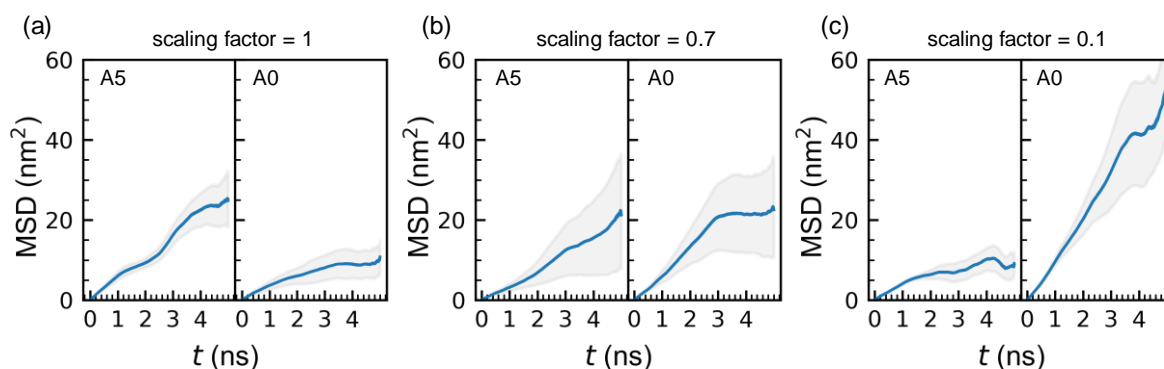 (a)
scaling factor = 1
60
40
20
0
MSD (nm²)
A5
A0
0 1 2 3 4 0 1 2 3 4
t (ns)
(b)
scaling factor = 0.7
60
40
20
0
MSD (nm²)
A5
A0
0 1 2 3 4 0 1 2 3 4
t (ns)
(c)
scaling factor = 0.1
60
40
20
0
MSD (nm²)
A5
A0
0 1 2 3 4 0 1 2 3 4
t (ns)